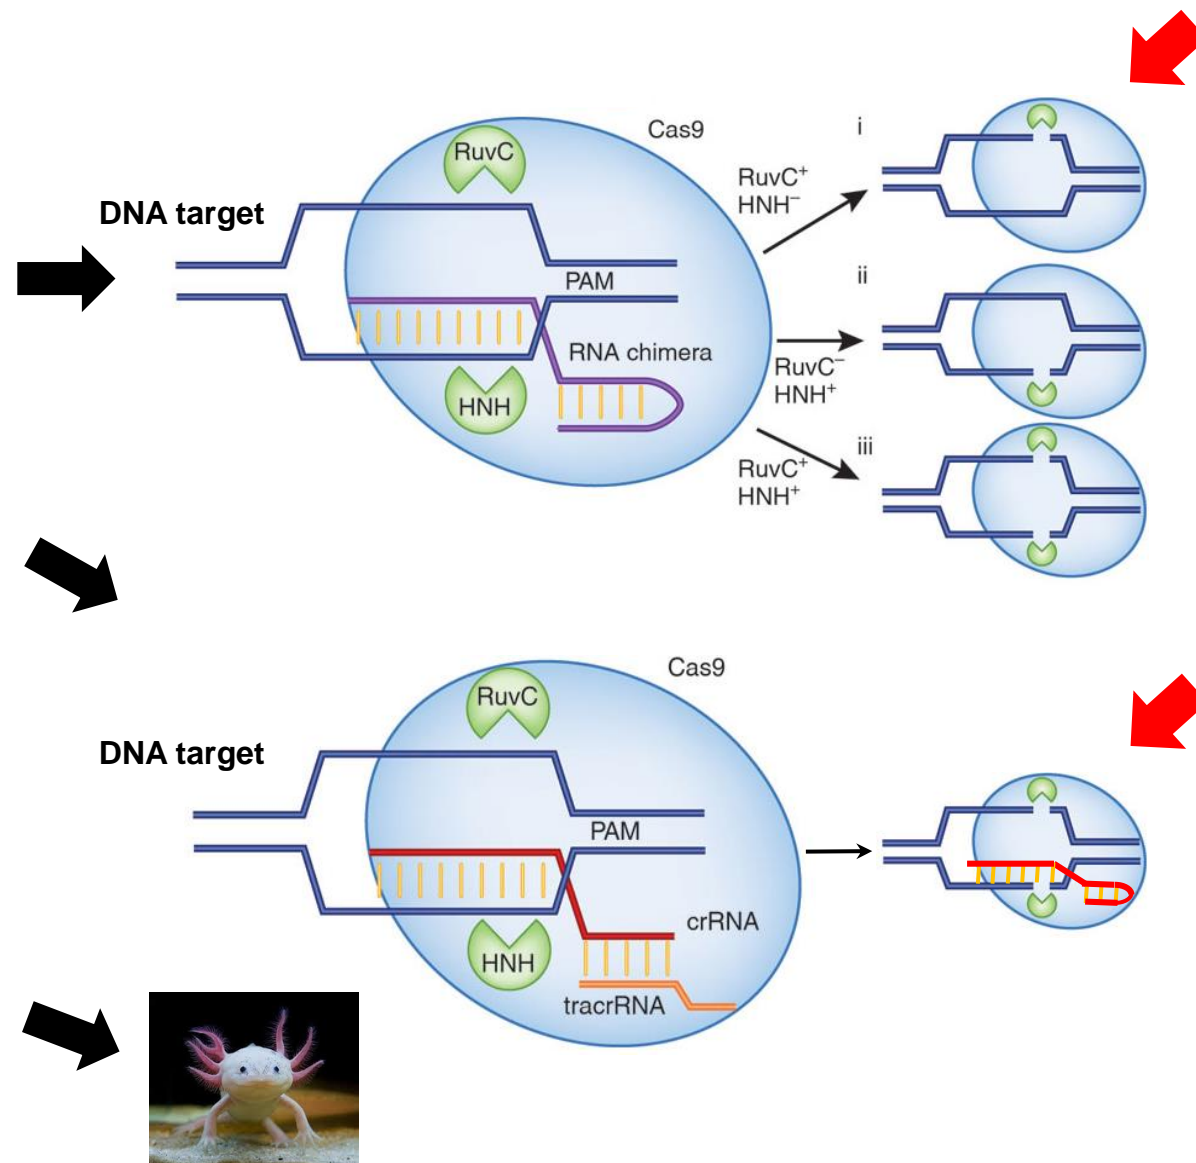 Cas9
i
RuvC
RuvC⁺
HNH⁻
DNA target
PAM
ii
RNA chimera
RuvC⁻
HNH⁺
HNH
iii
RuvC⁺
HNH⁺
Cas9
RuvC
DNA target
PAM
crRNA
HNH
tracrRNA